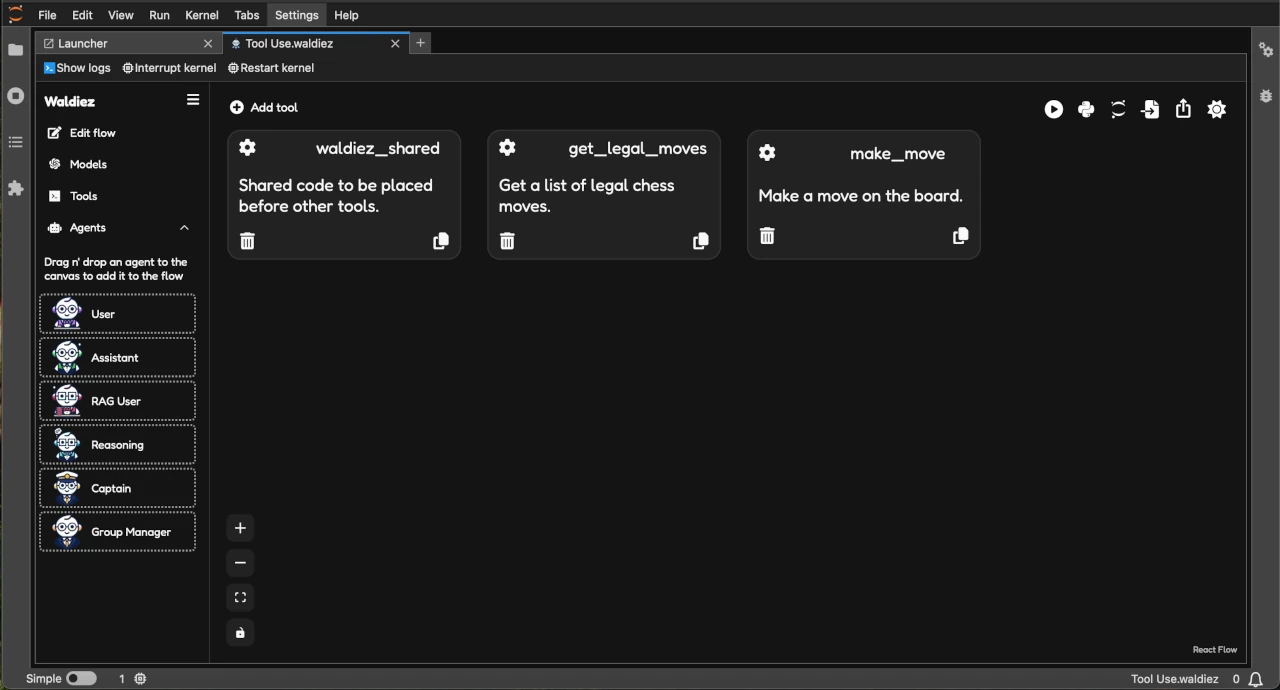 File Edit View Run Kernel Tabs Settings Help
Launcher
Tool Use.waldiez
Show logs Interrupt kernel Restart kernel
Waldiez
Edit flow
Models
Tools
Agents
Drag n' drop an agent to the
canvas to add it to the flow
User
Assistant
RAG User
Reasoning
Captain
Group Manager
Add tool
waldiez_shared
Shared code to be placed
before other tools.
get_legal_moves
Get a list of legal chess
moves.
make_move
Make a move on the board.
React Flow
Simple 1
Tool Use.waldiez 0